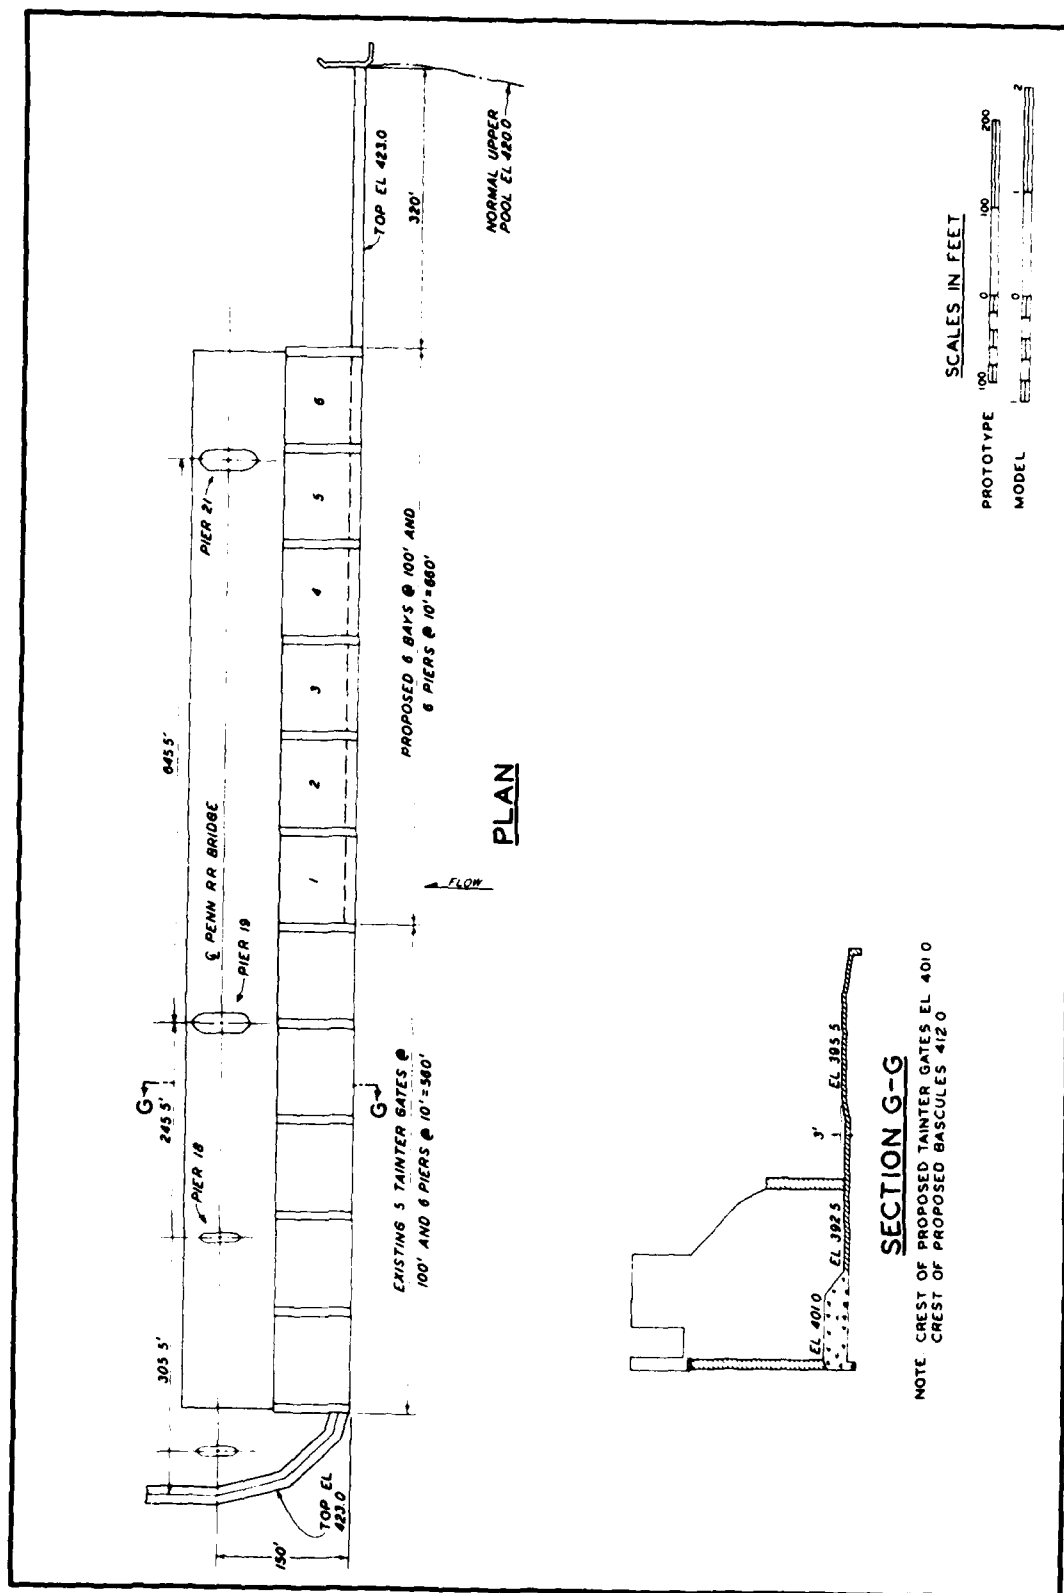 NORMAL UPPER
POOL EL 420.0
TOP EL 423.0
320'
PIER 21
645 5'
℄ PENN RR BRIDGE
PIER 19
G
245 5'
PIER 18
305 5'
150'
TOP EL
423.0
1
2
3
4
5
6
G
PROPOSED 6 BAYS @ 100' AND
6 PIERS @ 10'=660'
EXISTING 5 TAINTER GATES @
100' AND 6 PIERS @ 10'=560'
FLOW
PLAN
EL 401.0
EL 392 5
3'
EL 395 5
SECTION G-G
NOTE CREST OF PROPOSED TAINTER GATES EL 401 0
CREST OF PROPOSED BASCULES 412 0
SCALES IN FEET
PROTOTYPE 100 0 100 200
MODEL 1 0 1 2